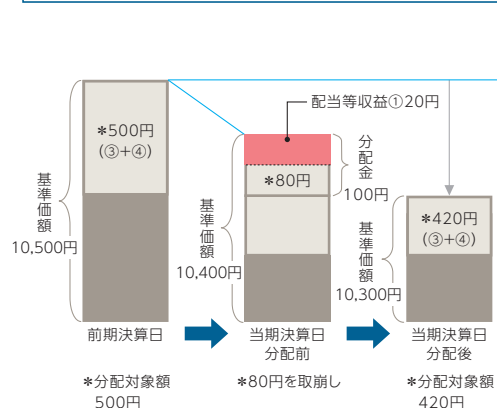 配当等収益①20円
*500円
(③+④)
基準価額
10,500円
*80円
分配金
100円
基準価額
10,400円
*420円
(③+④)
基準価額
10,300円
前期決算日
当期決算日
分配前
当期決算日
分配後
*分配対象額
500円
*80円を取崩し
*分配対象額
420円